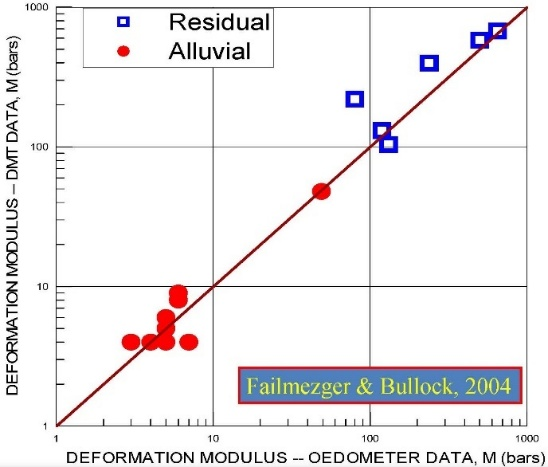 1000
Residual
Alluvial
100
10
1
1 10 100 1000
DEFORMATION MODULUS – DMT DATA, M (bars)
Failmezger & Bullock, 2004
DEFORMATION MODULUS -- OEDOMETER DATA, M (bars)